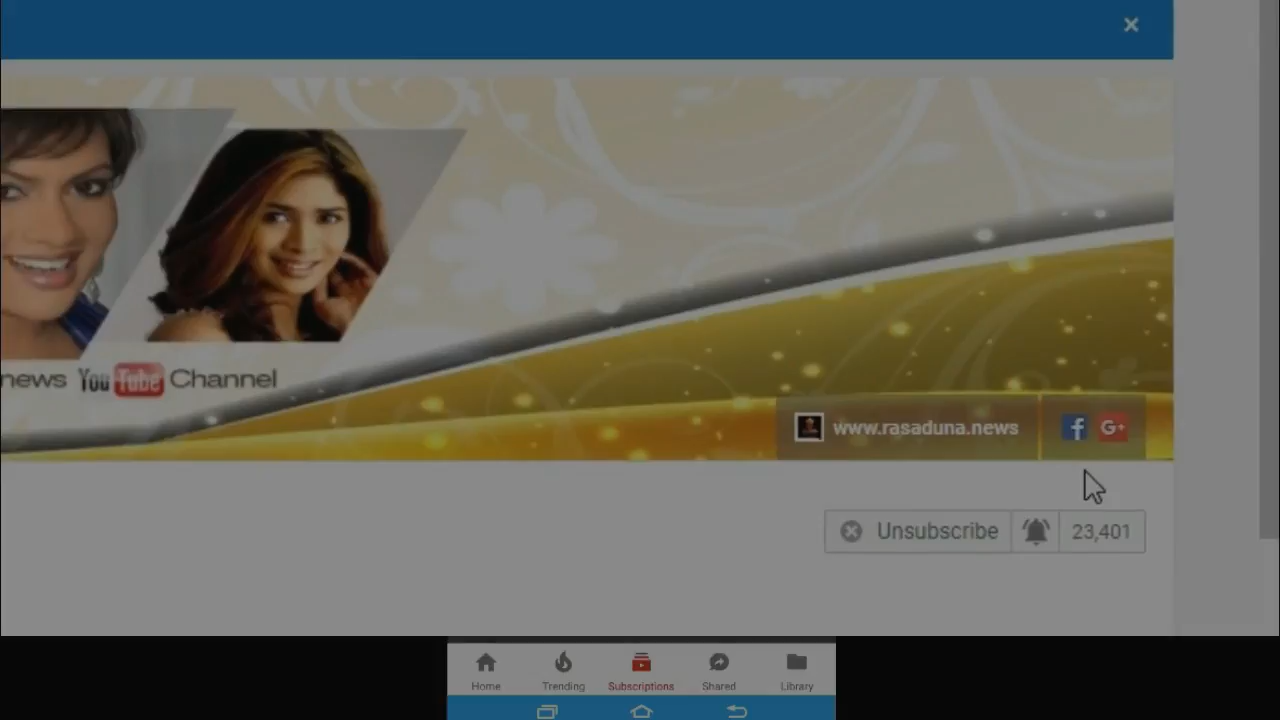 news YouTube Channel
www.rasaduna.news
Unsubscribe 23,401
Home Trending Subscriptions Shared Library